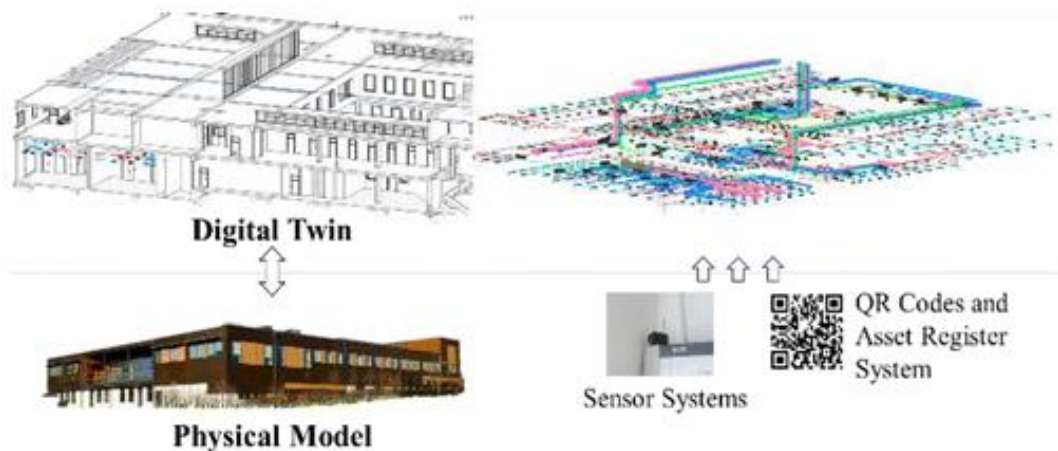 Digital Twin
QR Codes and
Asset Register
System
Sensor Systems
Physical Model